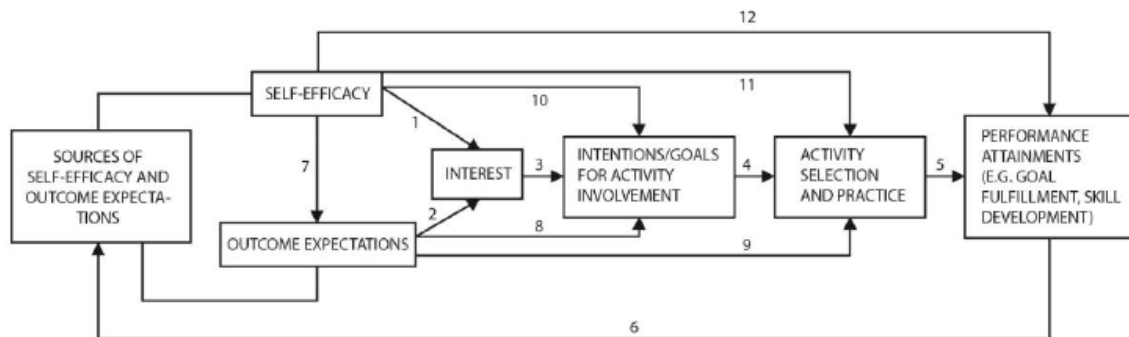 12
SELF-EFFICACY
11
10
1
SOURCES OF
SELF-EFFICACY AND
OUTCOME EXPECTA-
TIONS
7
INTEREST
3
INTENTIONS/GOALS
FOR ACTIVITY
INVOLVEMENT
4
ACTIVITY
SELECTION
AND PRACTICE
5
PERFORMANCE
ATTAINMENTS
(E.G. GOAL
FULFILLMENT, SKILL
DEVELOPMENT)
2
OUTCOME EXPECTATIONS
8
9
6